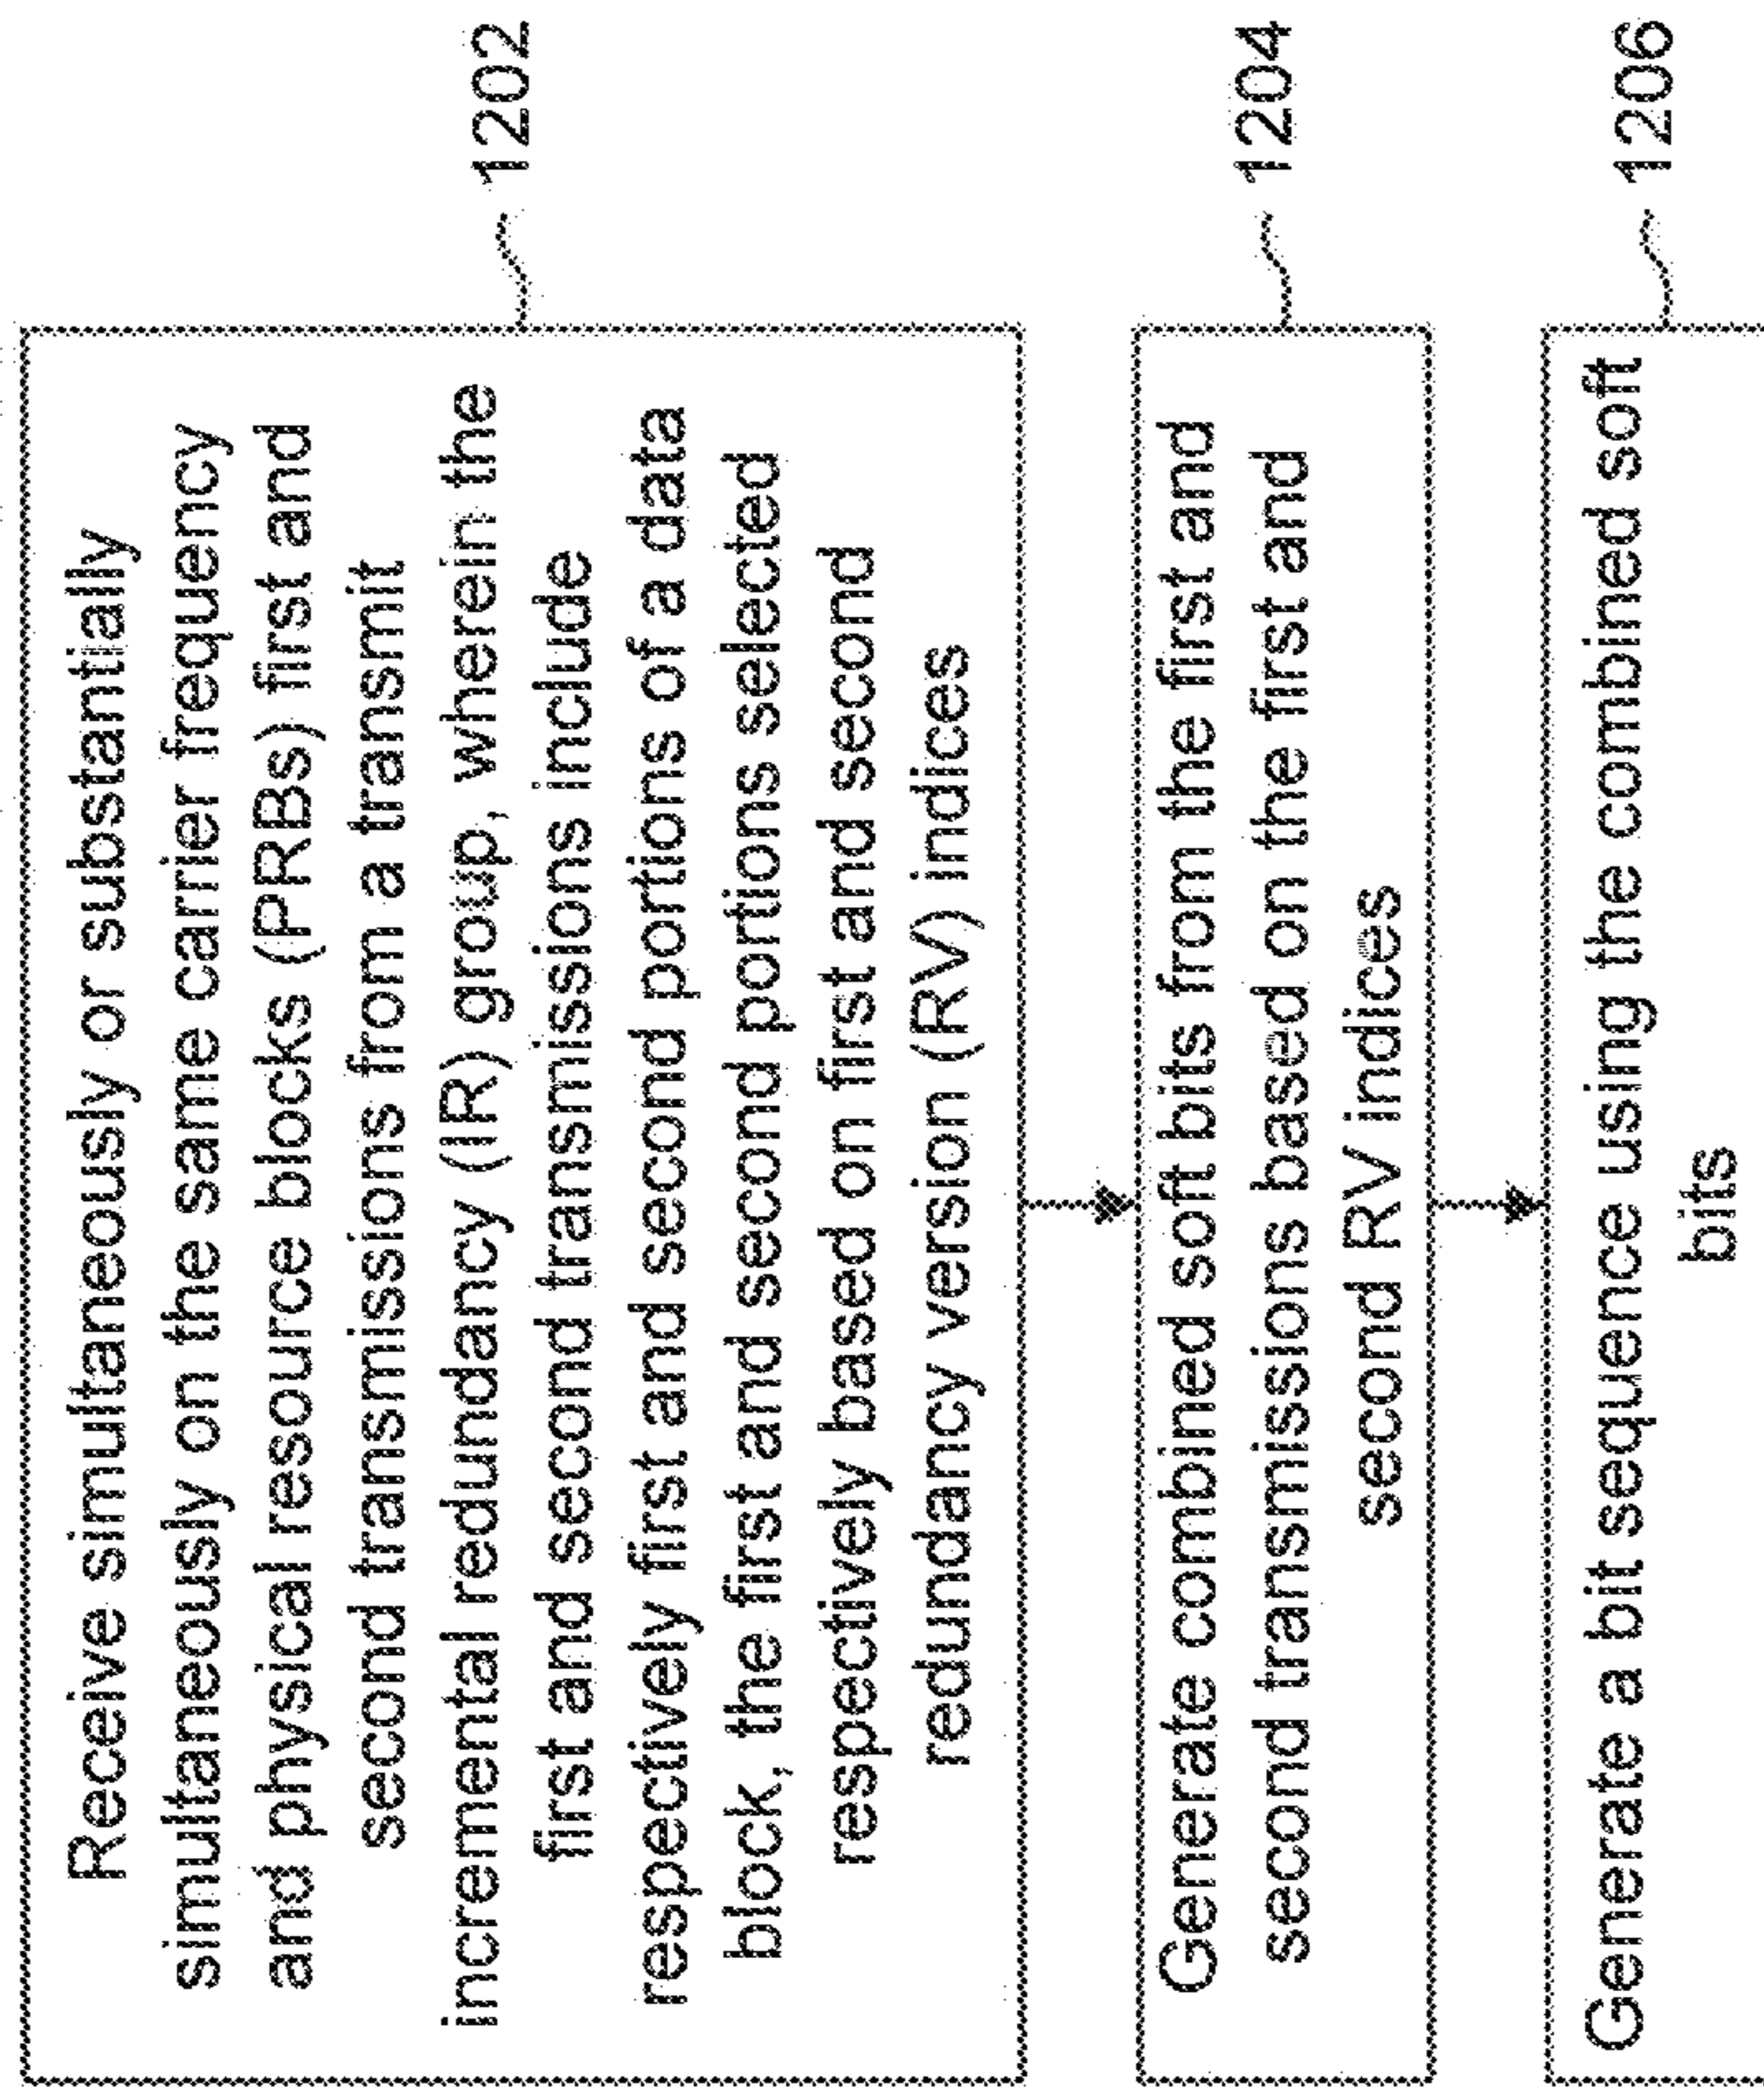 Receive simultaneously or substantially
simultaneously on the same carrier frequency
and physical resource blocks (PRBs) first and
second transmissions from a transmit
incremental redundancy (IR) group, wherein the
first and second transmissions include
respectively first and second portions of a data
block, the first and second portions selected
respectively based on first and second
redundancy version (RV) indices
1202
Generate combined soft bits from the first and
second transmissions based on the first and
second RV indices
1204
Generate a bit sequence using the combined soft
bits
1206